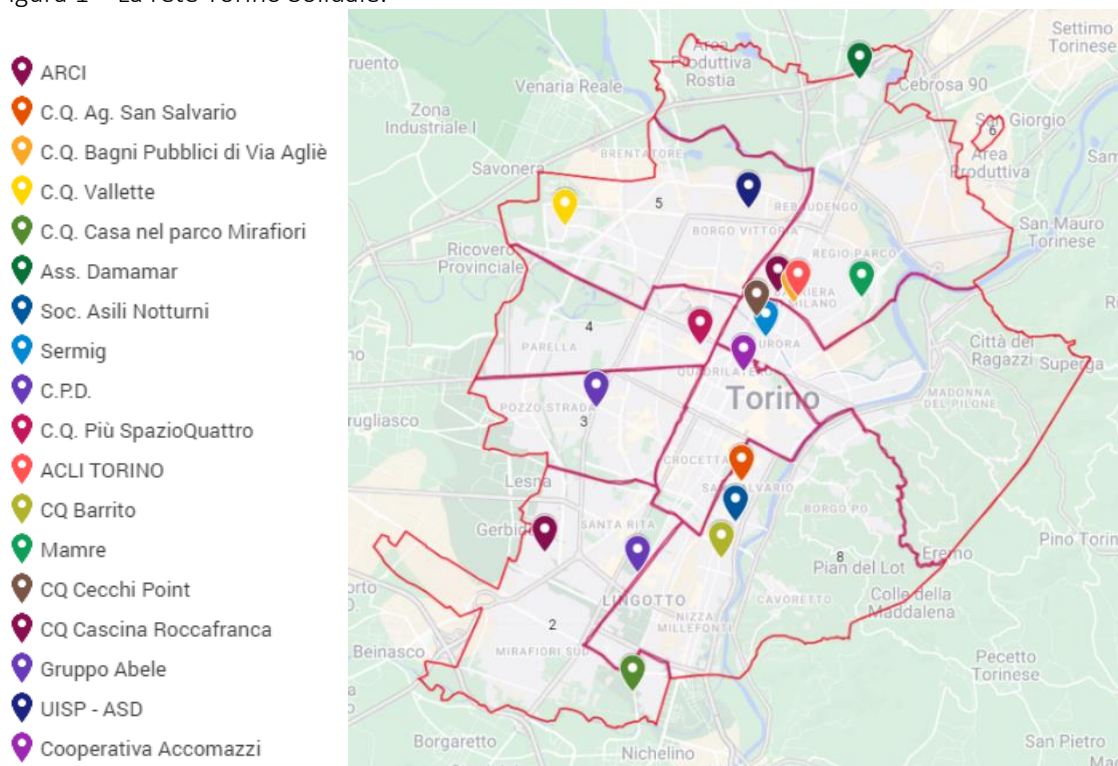 igura 1 – La rete Torino Solidale.
ARCI
C.Q. Ag. San Salvario
C.Q. Bagni Pubblici di Via Agliè
C.Q. Vallette
C.Q. Casa nel parco Mirafiori
Ass. Damamar
Soc. Asili Notturni
Sermig
C.P.D.
C.Q. Più SpazioQuattro
ACLI TORINO
CQ Barrito
Mamre
CQ Cecchi Point
CQ Cascina Roccafranca
Gruppo Abele
UISP - ASD
Cooperativa Accomazzi
Settimo
Torinese
Area
Produttiva
Rostia
ruento
Venaria Reale
Cebrosa 90
Zona
Industriale I
San Giorgio
6
Area
Produttiva
Sam
BRENTATORE
Savonera
5
REBAUDENGO
BORGO VITTORIA
San Mauro
Torinese
Ricovero
Provinciale
REGIO PARCO
MILANO
4
PARELLA
AURORA
Città dei
Ragazzi
Superga
QUADRILATERO
Torino
MADONNA
DEL PILONE
POZZO STRADA
3
rugliasco
CROCETTA
Lesna
SAN SALVARIO
BORGO PO
SANTA RITA
8
Eremo
Pian del Lot
Pino Torin
LINGOTTO
CAVORETTO
Colle della
Maddalena
NIZZA
MILLEFONTI
2
MIRAFIORI SUD
Beinasco
Pecetto
Torinese
Borgaretto
Nichelino
San Pietro